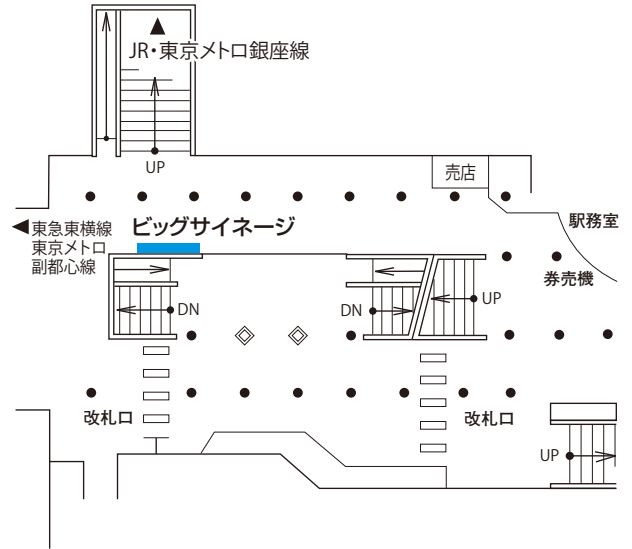 ▲
JR・東京メトロ銀座線
UP
売店
◀東急東横線
東京メトロ
副都心線
ビッグサイネージ
駅務室
券売機
DN
DN
UP
改札口
改札口
UP